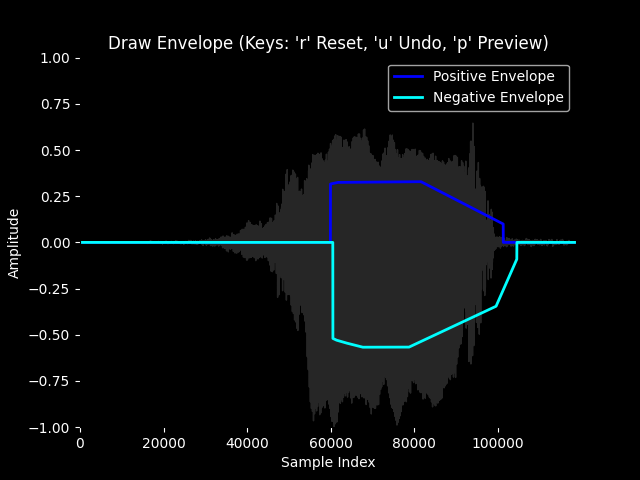 Draw Envelope (Keys: 'r' Reset, 'u' Undo, 'p' Preview)
1.00
0.75
0.50
0.25
0.00
−0.25
−0.50
−0.75
−1.00
Amplitude
Positive Envelope
Negative Envelope
0 20000 40000 60000 80000 100000
Sample Index